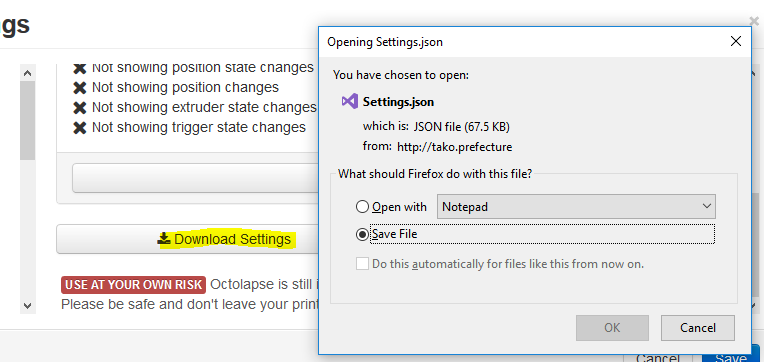 gs
Not showing position state changes
Not showing position changes
Not showing extruder state changes
Not showing trigger state changes
Download Settings
USE AT YOUR OWN RISK Octolapse is still
Please be safe and don't leave your print
Opening Settings.json
You have chosen to open:
Settings.json
which is: JSON file (67.5 KB)
from: http://tako.prefecture
What should Firefox do with this file?
Open with Notepad
Save File
Do this automatically for files like this from now on.
OK Cancel
Cancel Save